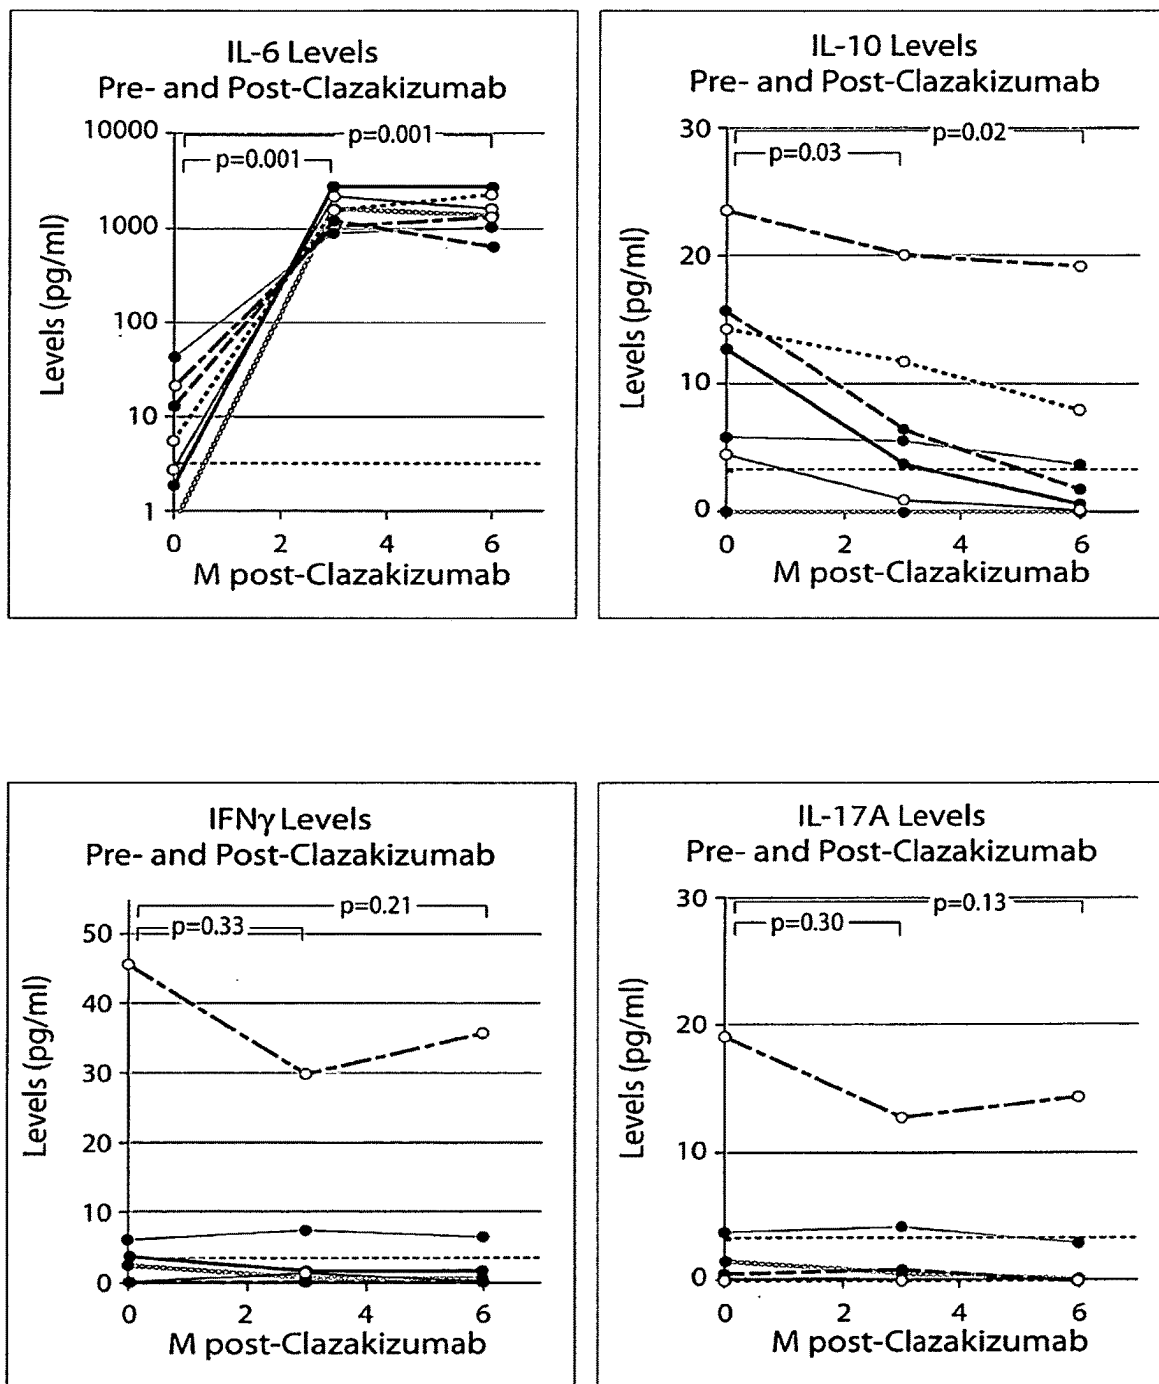 IL-6 Levels
Pre- and Post-Clazakizumab
10000
p=0.001
p=0.001
1000
100
10
1
Levels (pg/ml)
0 2 4 6
M post-Clazakizumab
IL-10 Levels
Pre- and Post-Clazakizumab
30
p=0.02
p=0.03
20
10
0
Levels (pg/ml)
0 2 4 6
M post-Clazakizumab
IFNγ Levels
Pre- and Post-Clazakizumab
p=0.21
p=0.33
50
40
30
20
10
0
Levels (pg/ml)
0 2 4 6
M post-Clazakizumab
IL-17A Levels
Pre- and Post-Clazakizumab
30
p=0.13
p=0.30
20
10
0
Levels (pg/ml)
0 2 4 6
M post-Clazakizumab